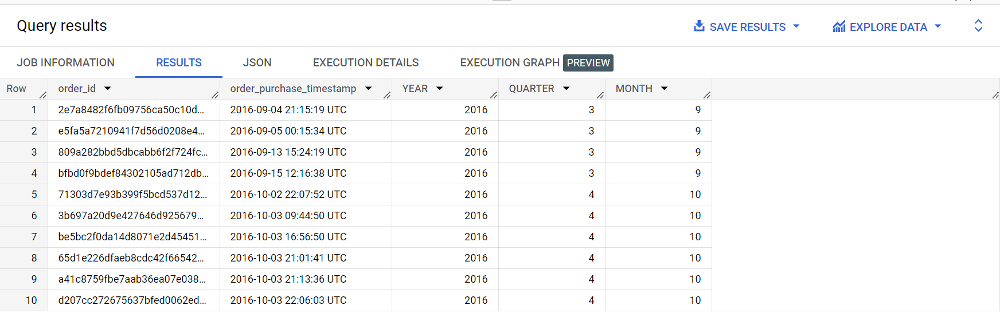 Query results SAVE RESULTS EXPLORE DATA
JOB INFORMATION RESULTS JSON EXECUTION DETAILS EXECUTION GRAPH PREVIEW
Row order_id order_purchase_timestamp YEAR QUARTER MONTH
1 2e7a8482f6fb09756ca50c10d... 2016-09-04 21:15:19 UTC 2016 3 9
2 e5fa5a7210941f7d56d0208e4... 2016-09-05 00:15:34 UTC 2016 3 9
3 809a282bbd5dbcabb6f2f724fc... 2016-09-13 15:24:19 UTC 2016 3 9
4 bfbd0f9bdef84302105ad712db... 2016-09-15 12:16:38 UTC 2016 3 9
5 71303d7e93b399f5bcd537d12... 2016-10-02 22:07:52 UTC 2016 4 10
6 3b697a20d9e427646d925679... 2016-10-03 09:44:50 UTC 2016 4 10
7 be5bc2f0da14d8071e2d45451... 2016-10-03 16:56:50 UTC 2016 4 10
8 65d1e226dfaeb8cdc42f66542... 2016-10-03 21:01:41 UTC 2016 4 10
9 a41c8759fbe7aab36ea07e038... 2016-10-03 21:13:36 UTC 2016 4 10
10 d207cc272675637bfed0062ed... 2016-10-03 22:06:03 UTC 2016 4 10